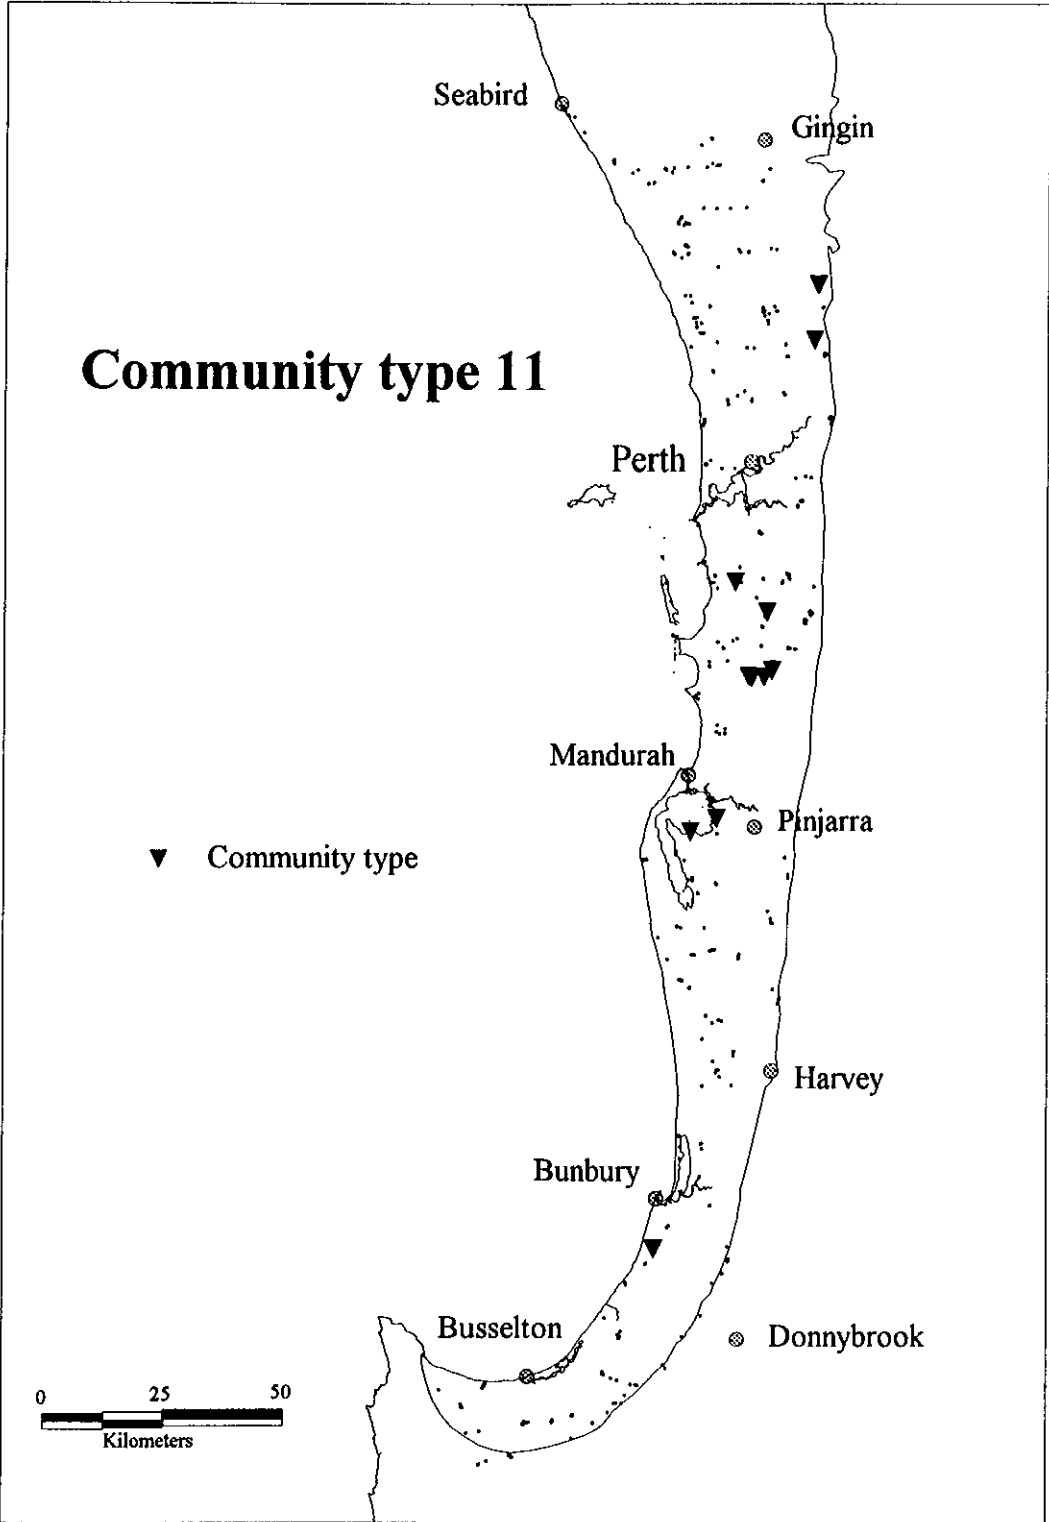 Seabird
Gingin
Community type 11
Perth
Mandurah
Pinjarra
Community type
Harvey
Bunbury
Busselton
Donnybrook
0 25 50
Kilometers